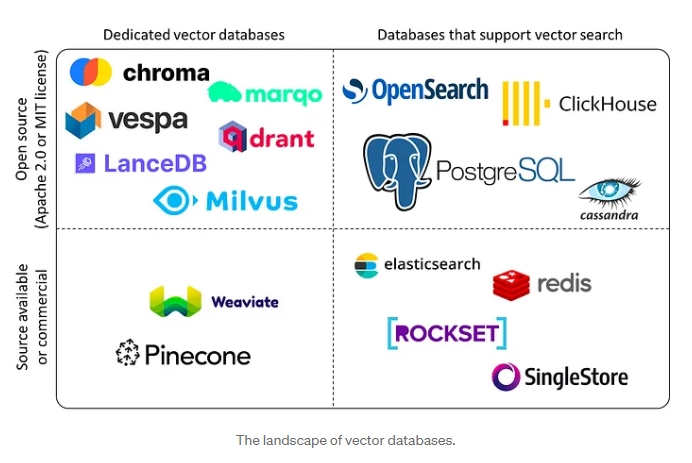 Dedicated vector databases
Databases that support vector search
Open source
(Apache 2.0 or MIT license)
chroma
marqo
vespa
qdrant
LanceDB
Milvus
OpenSearch
ClickHouse
PostgreSQL
cassandra
Source available
or commercial
Weaviate
Pinecone
elasticsearch
redis
[ROCKSET]
SingleStore
The landscape of vector databases.